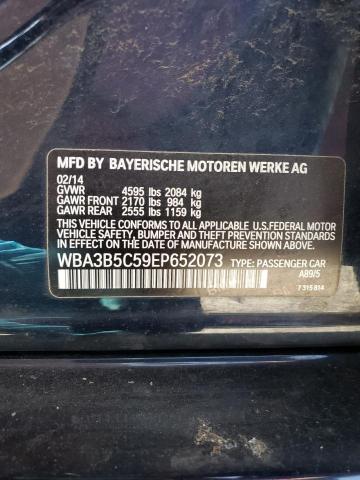 MFD BY BAYERISCHE MOTOREN WERKE AG
02/14
GVWR 4595 lbs 2084 kg
GAWR FRONT 2170 lbs 984 kg
GAWR REAR 2555 lbs 1159 kg
THIS VEHICLE CONFORMS TO ALL APPLICABLE U.S.FEDERAL MOTOR
VEHICLE SAFETY, BUMPER, AND THEFT PREVENTION STANDARDS
IN EFFECT ON THE DATE OF MANUFACTURE SHOWN ABOVE.
WBA3B5C59EP652073 TYPE: PASSENGER CAR
A89/5
7 315 814